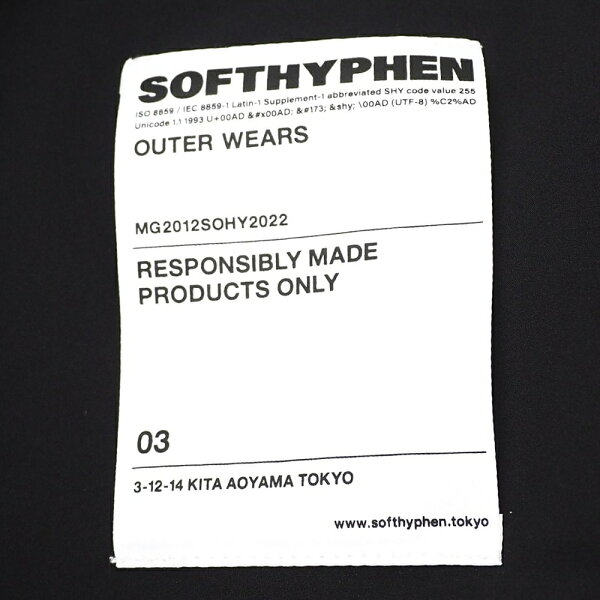 SOFTHYPHEN
ISO 8859 / IEC 8859-1 Latin-1 Supplement-1 abbreviated SHY code value 255
Unicode 1.1 1993 U+00AD &#x00AD; &#173; &shy; \00AD (UTF-8) %C2%AD
OUTER WEARS
MG2012SOHY2022
RESPONSIBLY MADE
PRODUCTS ONLY
03
3-12-14 KITA AOYAMA TOKYO
www.softhyphen.tokyo